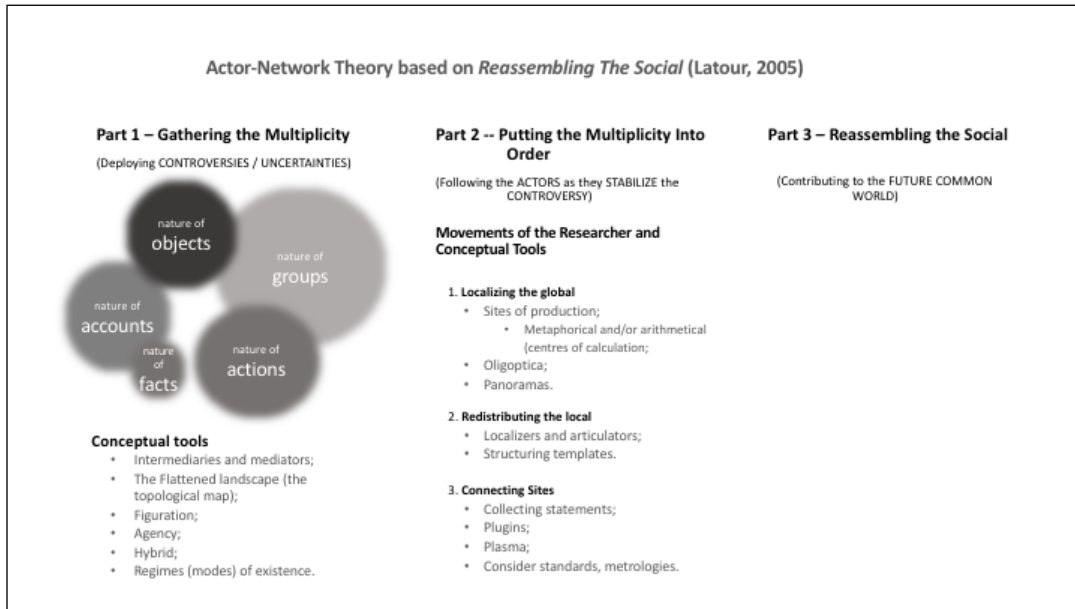 Actor-Network Theory based on Reassembling The Social (Latour, 2005)
Part 1 – Gathering the Multiplicity
(Deploying CONTROVERSIES / UNCERTAINTIES)
nature of
objects
nature of
groups
nature of
accounts
nature
of
facts
nature of
actions
Conceptual tools
• Intermediaries and mediators;
• The Flattened landscape (the
topological map);
• Figuration;
• Agency;
• Hybrid;
• Regimes (modes) of existence.
Part 2 -- Putting the Multiplicity Into
Order
(Following the ACTORS as they STABILIZE the
CONTROVERSY)
Movements of the Researcher and
Conceptual Tools
1. Localizing the global
• Sites of production;
• Metaphorical and/or arithmetical
(centres of calculation;
• Oligoptica;
• Panoramas.
2. Redistributing the local
• Localizers and articulators;
• Structuring templates.
3. Connecting Sites
• Collecting statements;
• Plugins;
• Plasma;
• Consider standards, metrologies.
Part 3 – Reassembling the Social
(Contributing to the FUTURE COMMON
WORLD)